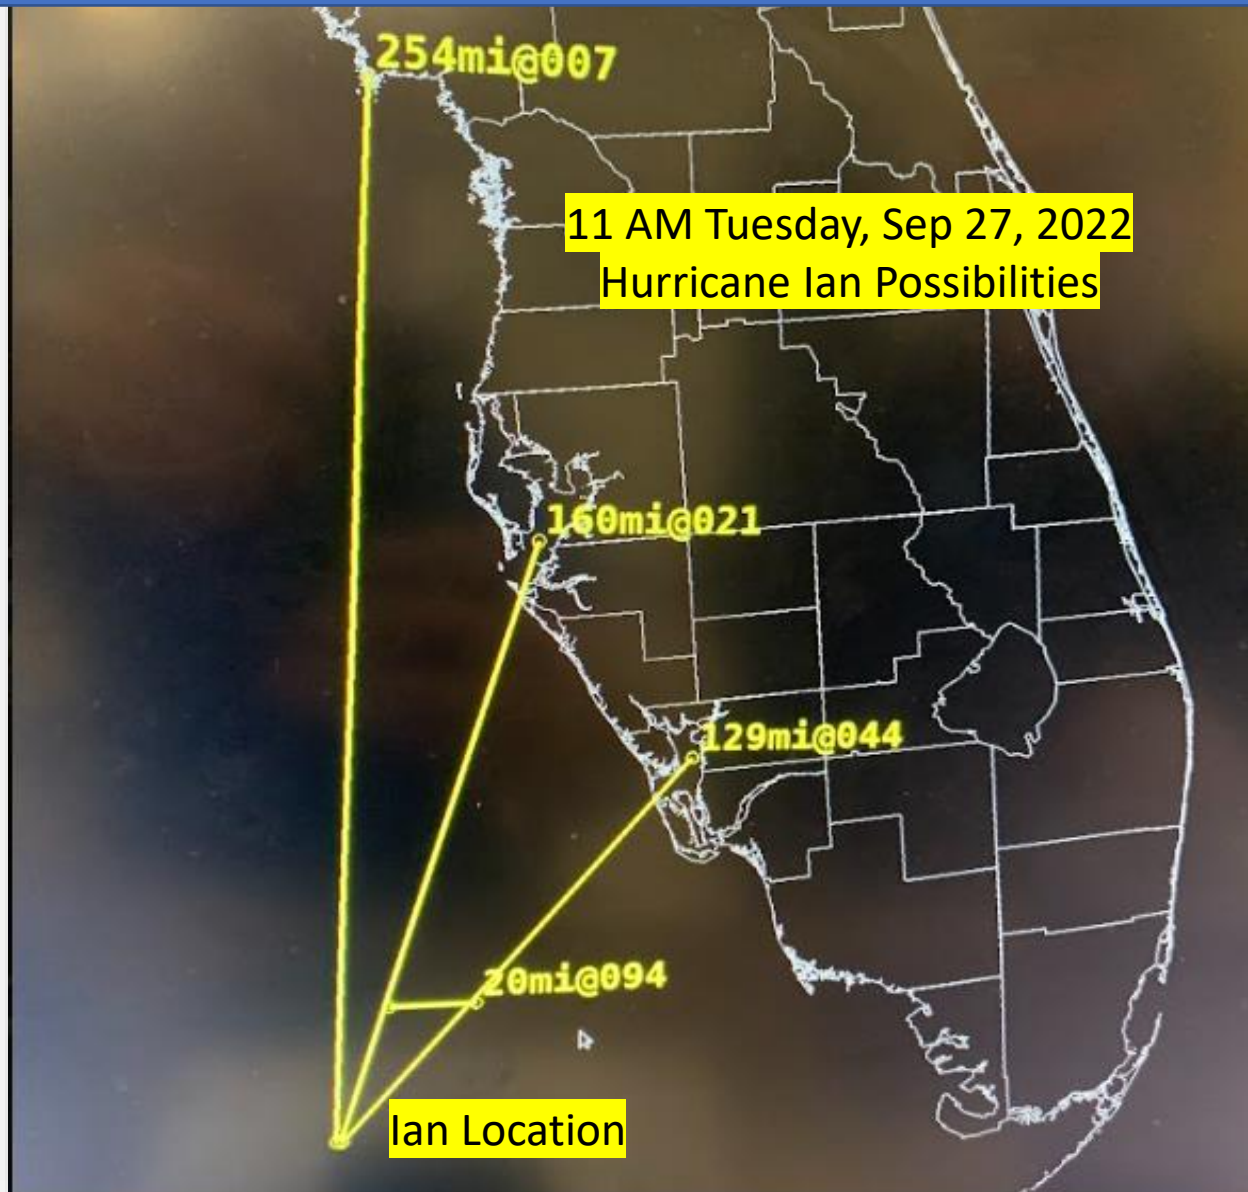 254mi@007
11 AM Tuesday, Sep 27, 2022
Hurricane Ian Possibilities
160mi@021
129mi@044
20mi@094
Ian Location